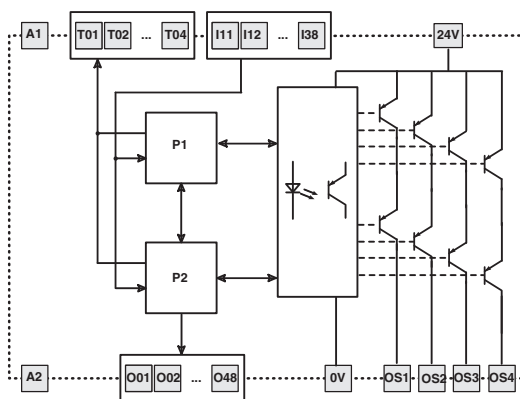 A1 T01 T02 ... T04 I11 I12 ... I38 24V
P1
P2
A2 O01 O02 ... O48 0V OS1 OS2 OS3 OS4